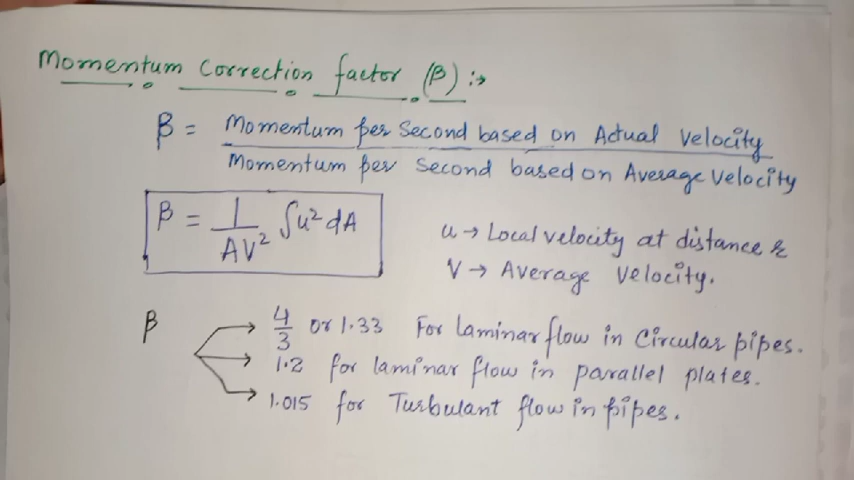 Momentum Correction factor (β) :→
β = Momentum per Second based on Actual Velocity
Momentum per Second based on Average Velocity
β = 1/AV² ∫u² dA
u → Local velocity at distance r
V → Average Velocity.
β
4/3 or 1.33 For laminar flow in Circular pipes.
1.2 for laminar flow in parallel plates.
1.015 for Turbulant flow in pipes.